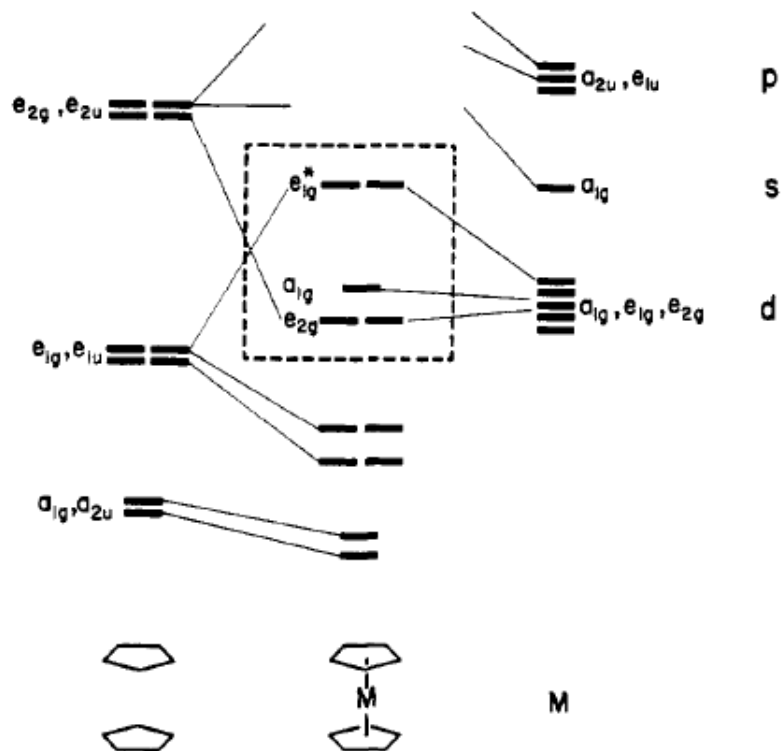 a₂ᵤ, e₁ᵤ p
e₂g, e₂ᵤ
e₁g* a₁g s
a₁g
e₂g a₁g, e₁g, e₂g d
e₁g, e₁ᵤ
a₁g, a₂ᵤ
M M